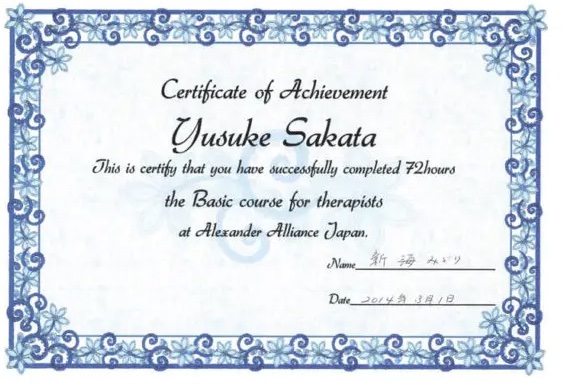 Certificate of Achievement
Yusuke Sakata
This is certify that you have successfully completed 72hours
the Basic course for therapists
at Alexander Alliance Japan.
Name 新海みどり
Date 2014年3月1日